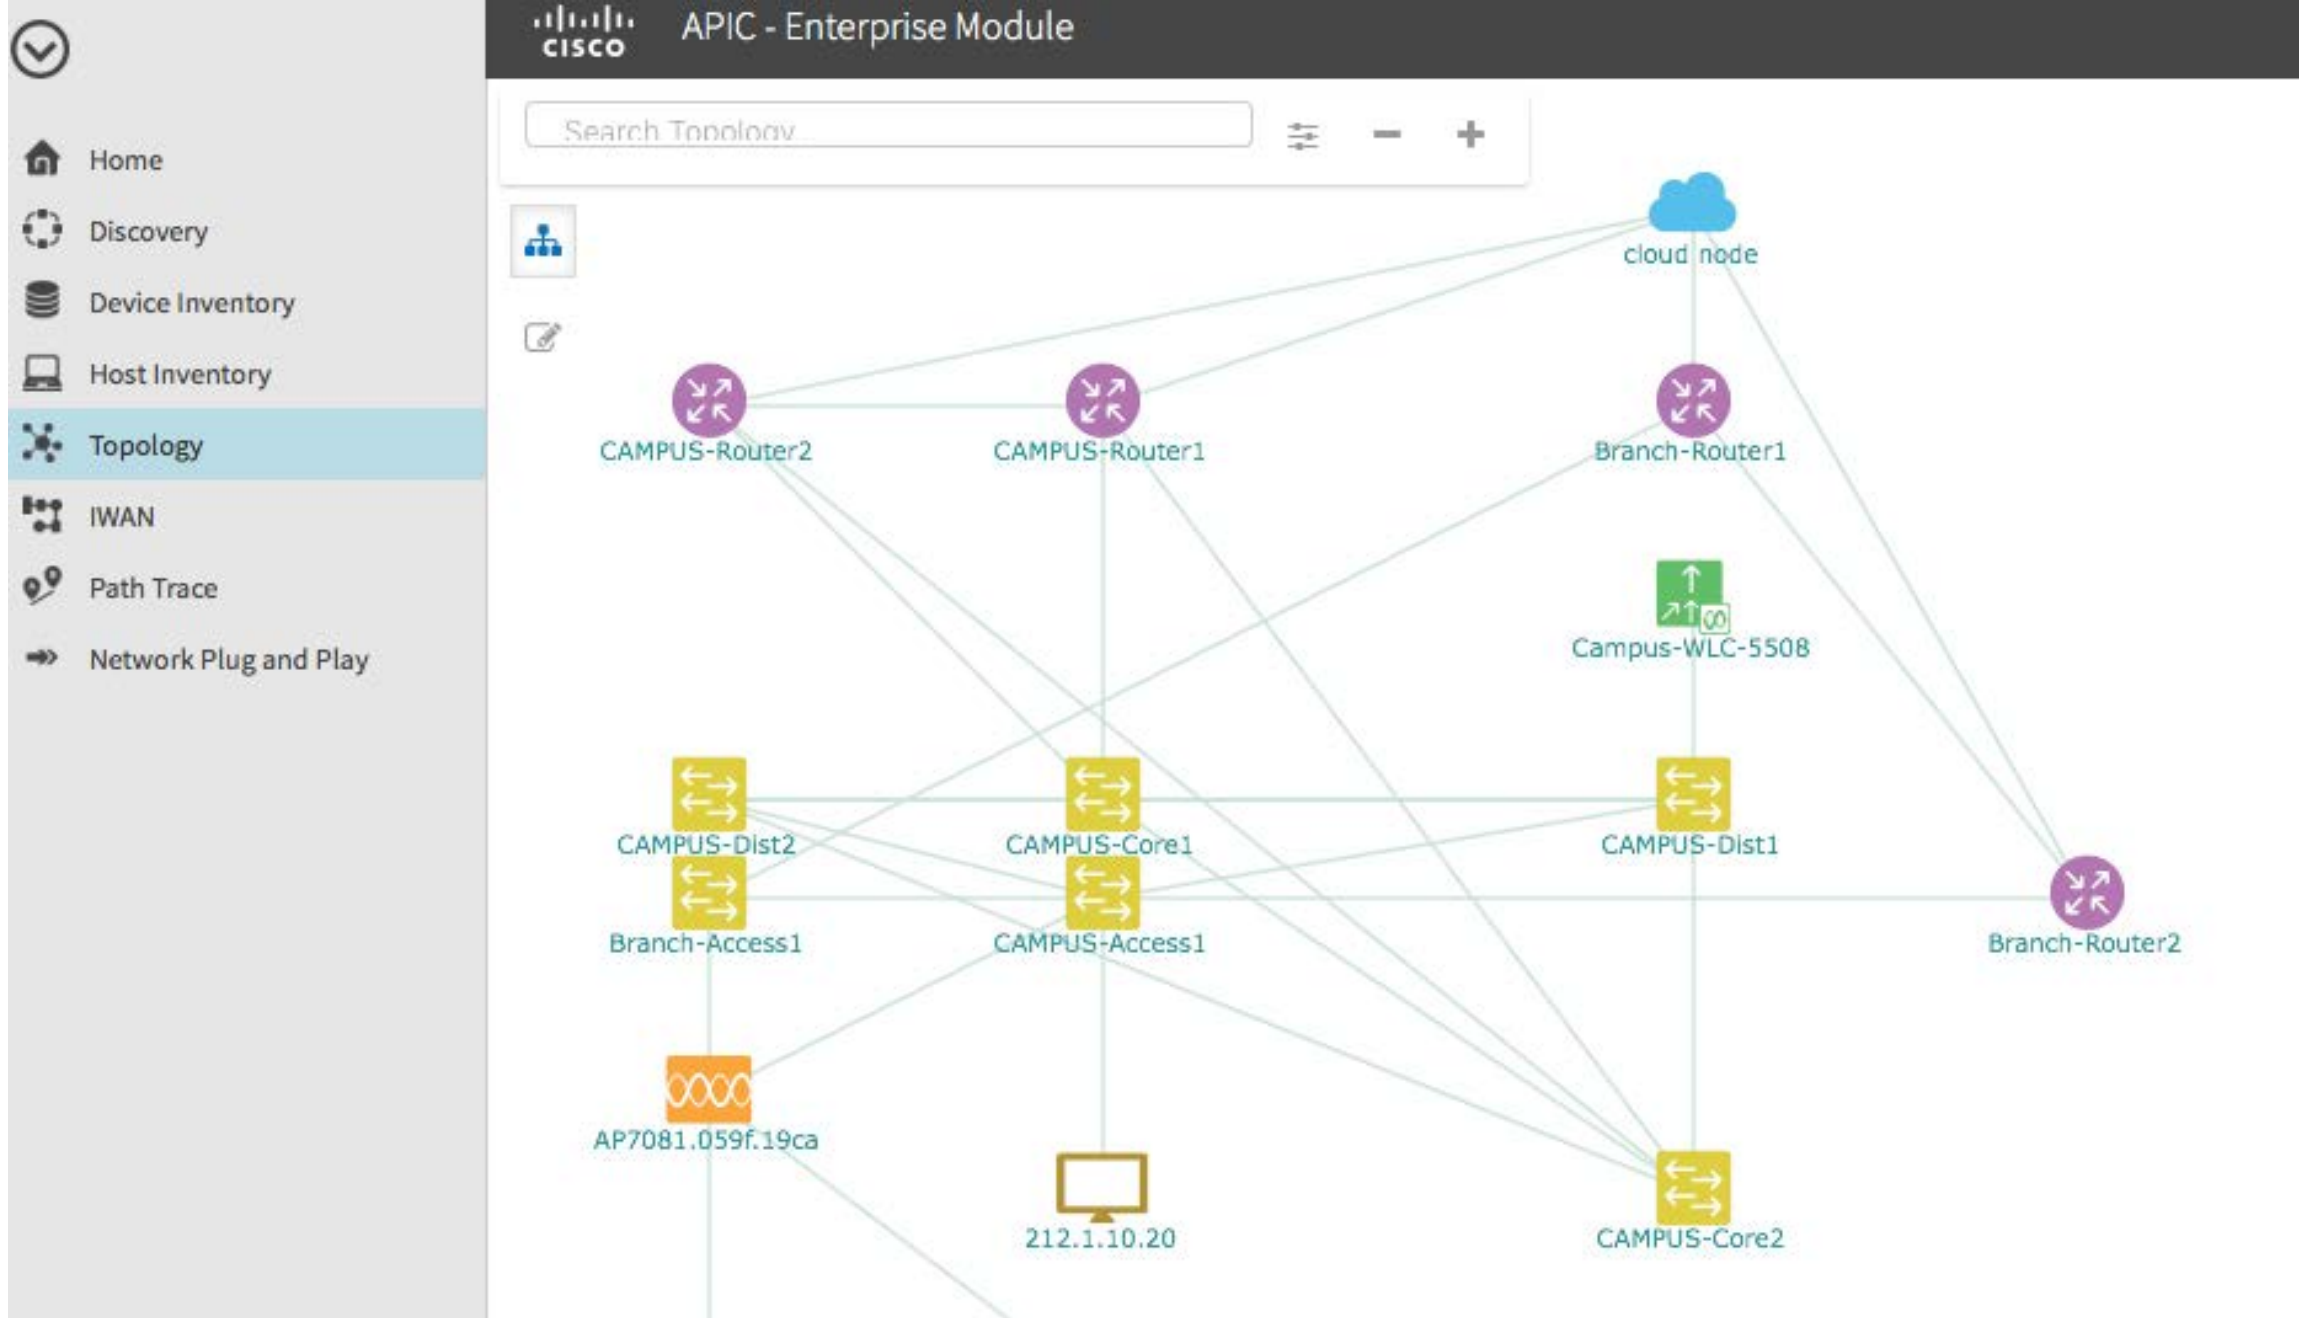 CISCO
APIC - Enterprise Module
Search Topology
Home
Discovery
Device Inventory
Host Inventory
Topology
IWAN
Path Trace
Network Plug and Play
cloud node
CAMPUS-Router2
CAMPUS-Router1
Branch-Router1
Campus-WLC-5508
CAMPUS-Dist2
CAMPUS-Core1
CAMPUS-Dist1
Branch-Access1
CAMPUS-Access1
Branch-Router2
AP7081.059f.19ca
212.1.10.20
CAMPUS-Core2